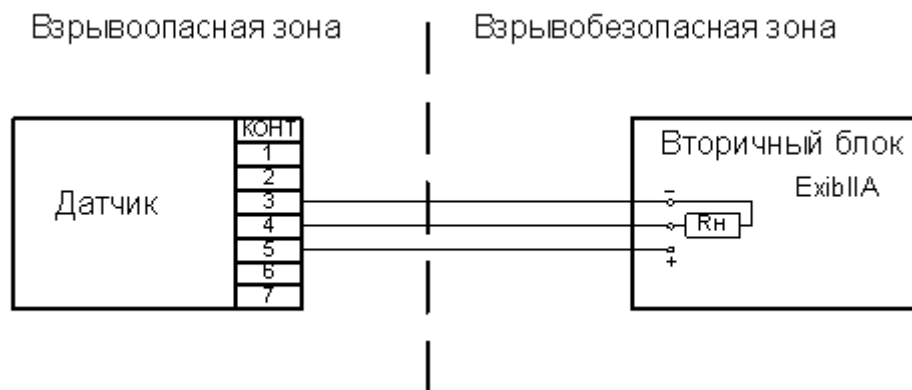 Взрывоопасная зона
Взрывобезопасная зона
Датчик
КОНТ
1
2
3
4
5
6
7
Вторичный блок
ExibIIA
−
Rн
+